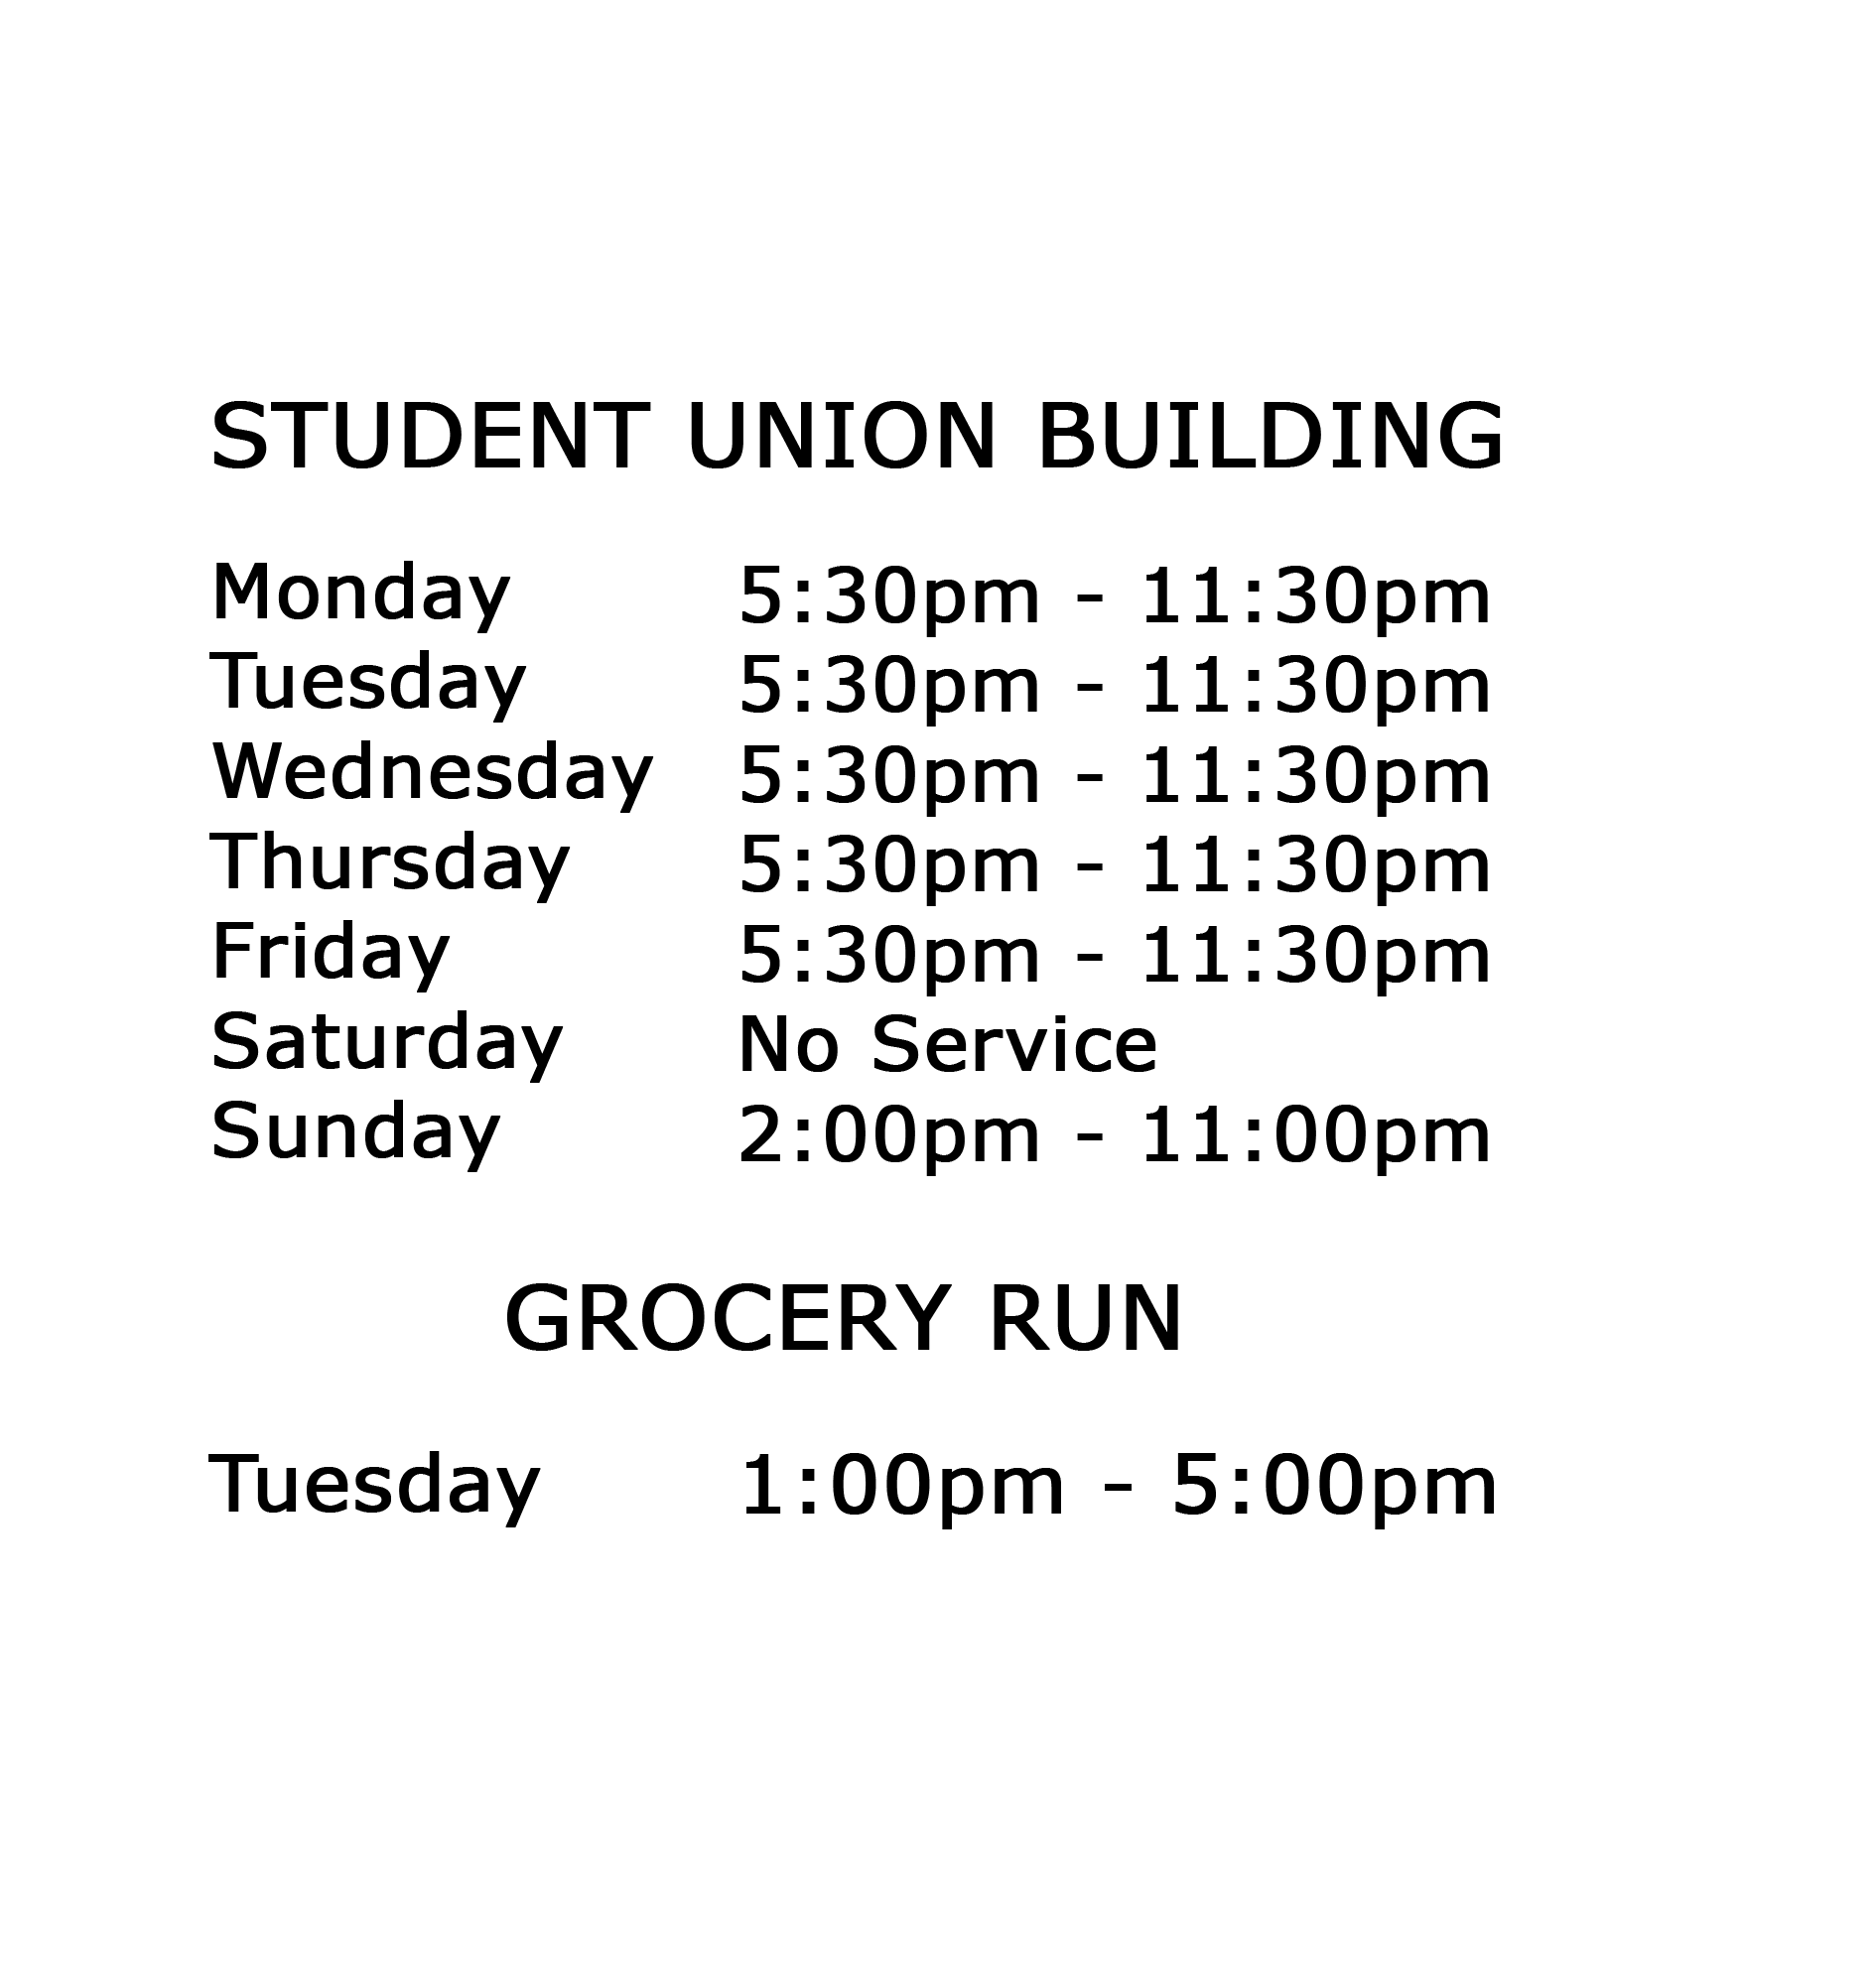 STUDENT UNION BUILDING
Monday 5:30pm - 11:30pm
Tuesday 5:30pm - 11:30pm
Wednesday 5:30pm - 11:30pm
Thursday 5:30pm - 11:30pm
Friday 5:30pm - 11:30pm
Saturday No Service
Sunday 2:00pm - 11:00pm
GROCERY RUN
Tuesday 1:00pm - 5:00pm